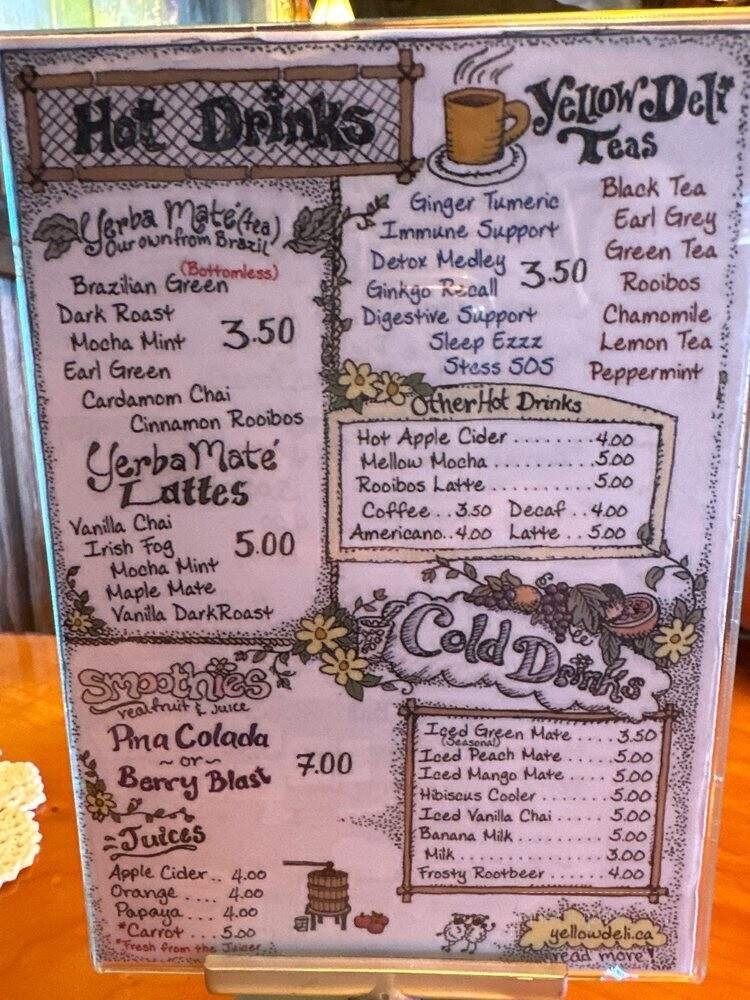 Hot Drinks
Yerba Maté (tea)
Our own from Brazil
(Bottomless)
Brazilian Green
Dark Roast
Mocha Mint 3.50
Earl Green
Cardamom Chai
Cinnamon Rooibos
Yerba Maté
Lattes
Vanilla Chai
Irish Fog 5.00
Mocha Mint
Maple Mate
Vanilla Dark Roast
Yellow Deli
Teas
Ginger Tumeric
Immune Support
Detox Medley 3.50
Ginkgo Recall
Digestive Support
Sleep Ezzz
Stess SOS
Black Tea
Earl Grey
Green Tea
Rooibos
Chamomile
Lemon Tea
Peppermint
Other Hot Drinks
Hot Apple Cider ........ 4.00
Mellow Mocha .......... 5.00
Rooibos Latte .......... 5.00
Coffee .. 3.50 Decaf .. 4.00
Americano.. 4.00 Latte .. 5.00
Smoothies
real fruit & juice
Pina Colada
~ or ~ 7.00
Berry Blast
Juices
Apple Cider .. 4.00
Orange .... 4.00
Papaya ... 4.00
*Carrot ... 5.00
*Fresh from the Juicer
Cold Drinks
Iced Green Mate .... 3.50
(Seasonal)
Iced Peach Mate ..... 5.00
Iced Mango Mate .... 5.00
Hibiscus Cooler ...... 5.00
Iced Vanilla Chai ..... 5.00
Banana Milk ......... 5.00
Milk ............... 3.00
Frosty Rootbeer ...... 4.00
yellowdeli.ca
read more!